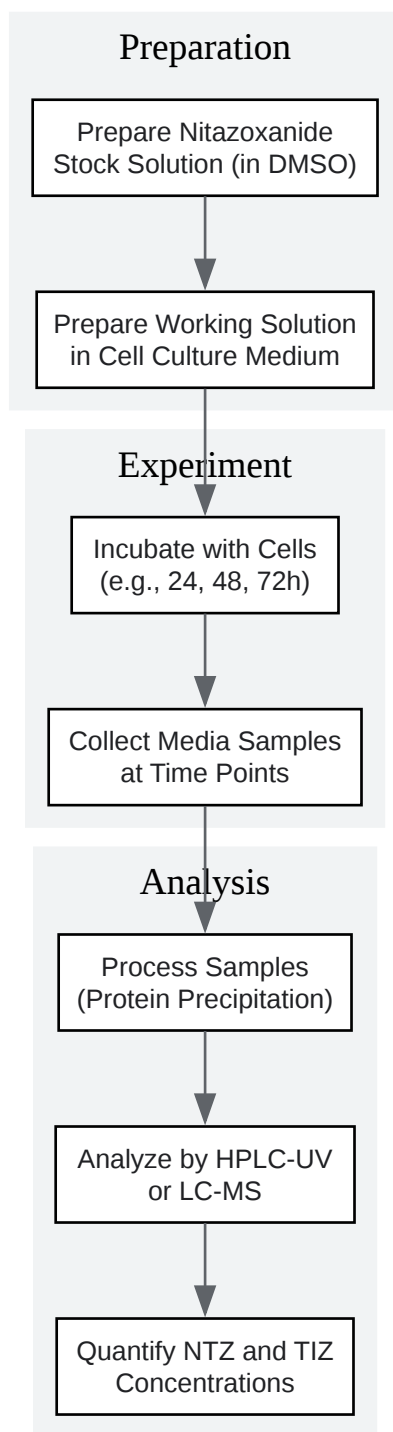 Preparation
Prepare Nitazoxanide
Stock Solution (in DMSO)
Prepare Working Solution
in Cell Culture Medium
Experiment
Incubate with Cells
(e.g., 24, 48, 72h)
Collect Media Samples
at Time Points
Analysis
Process Samples
(Protein Precipitation)
Analyze by HPLC-UV
or LC-MS
Quantify NTZ and TIZ
Concentrations